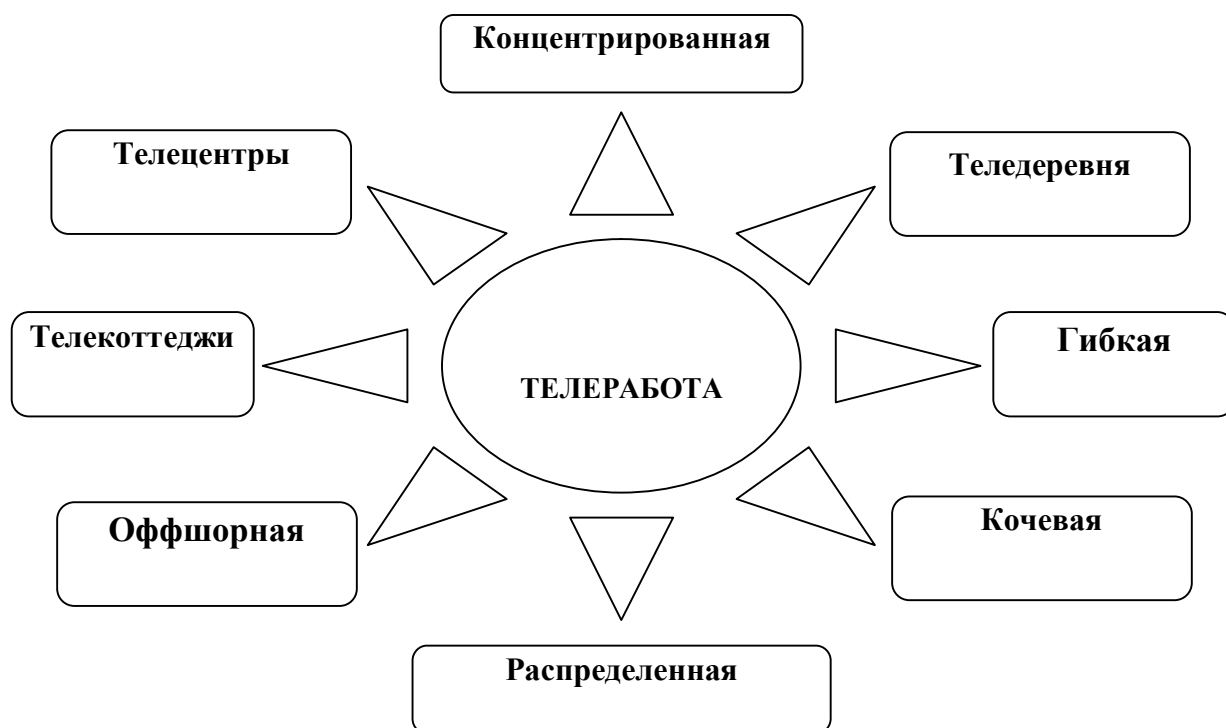 Концентрированная
Телецентры
Теледеревня
Телекоттеджи
Гибкая
ТЕЛЕРАБОТА
Оффшорная
Кочевая
Распределенная